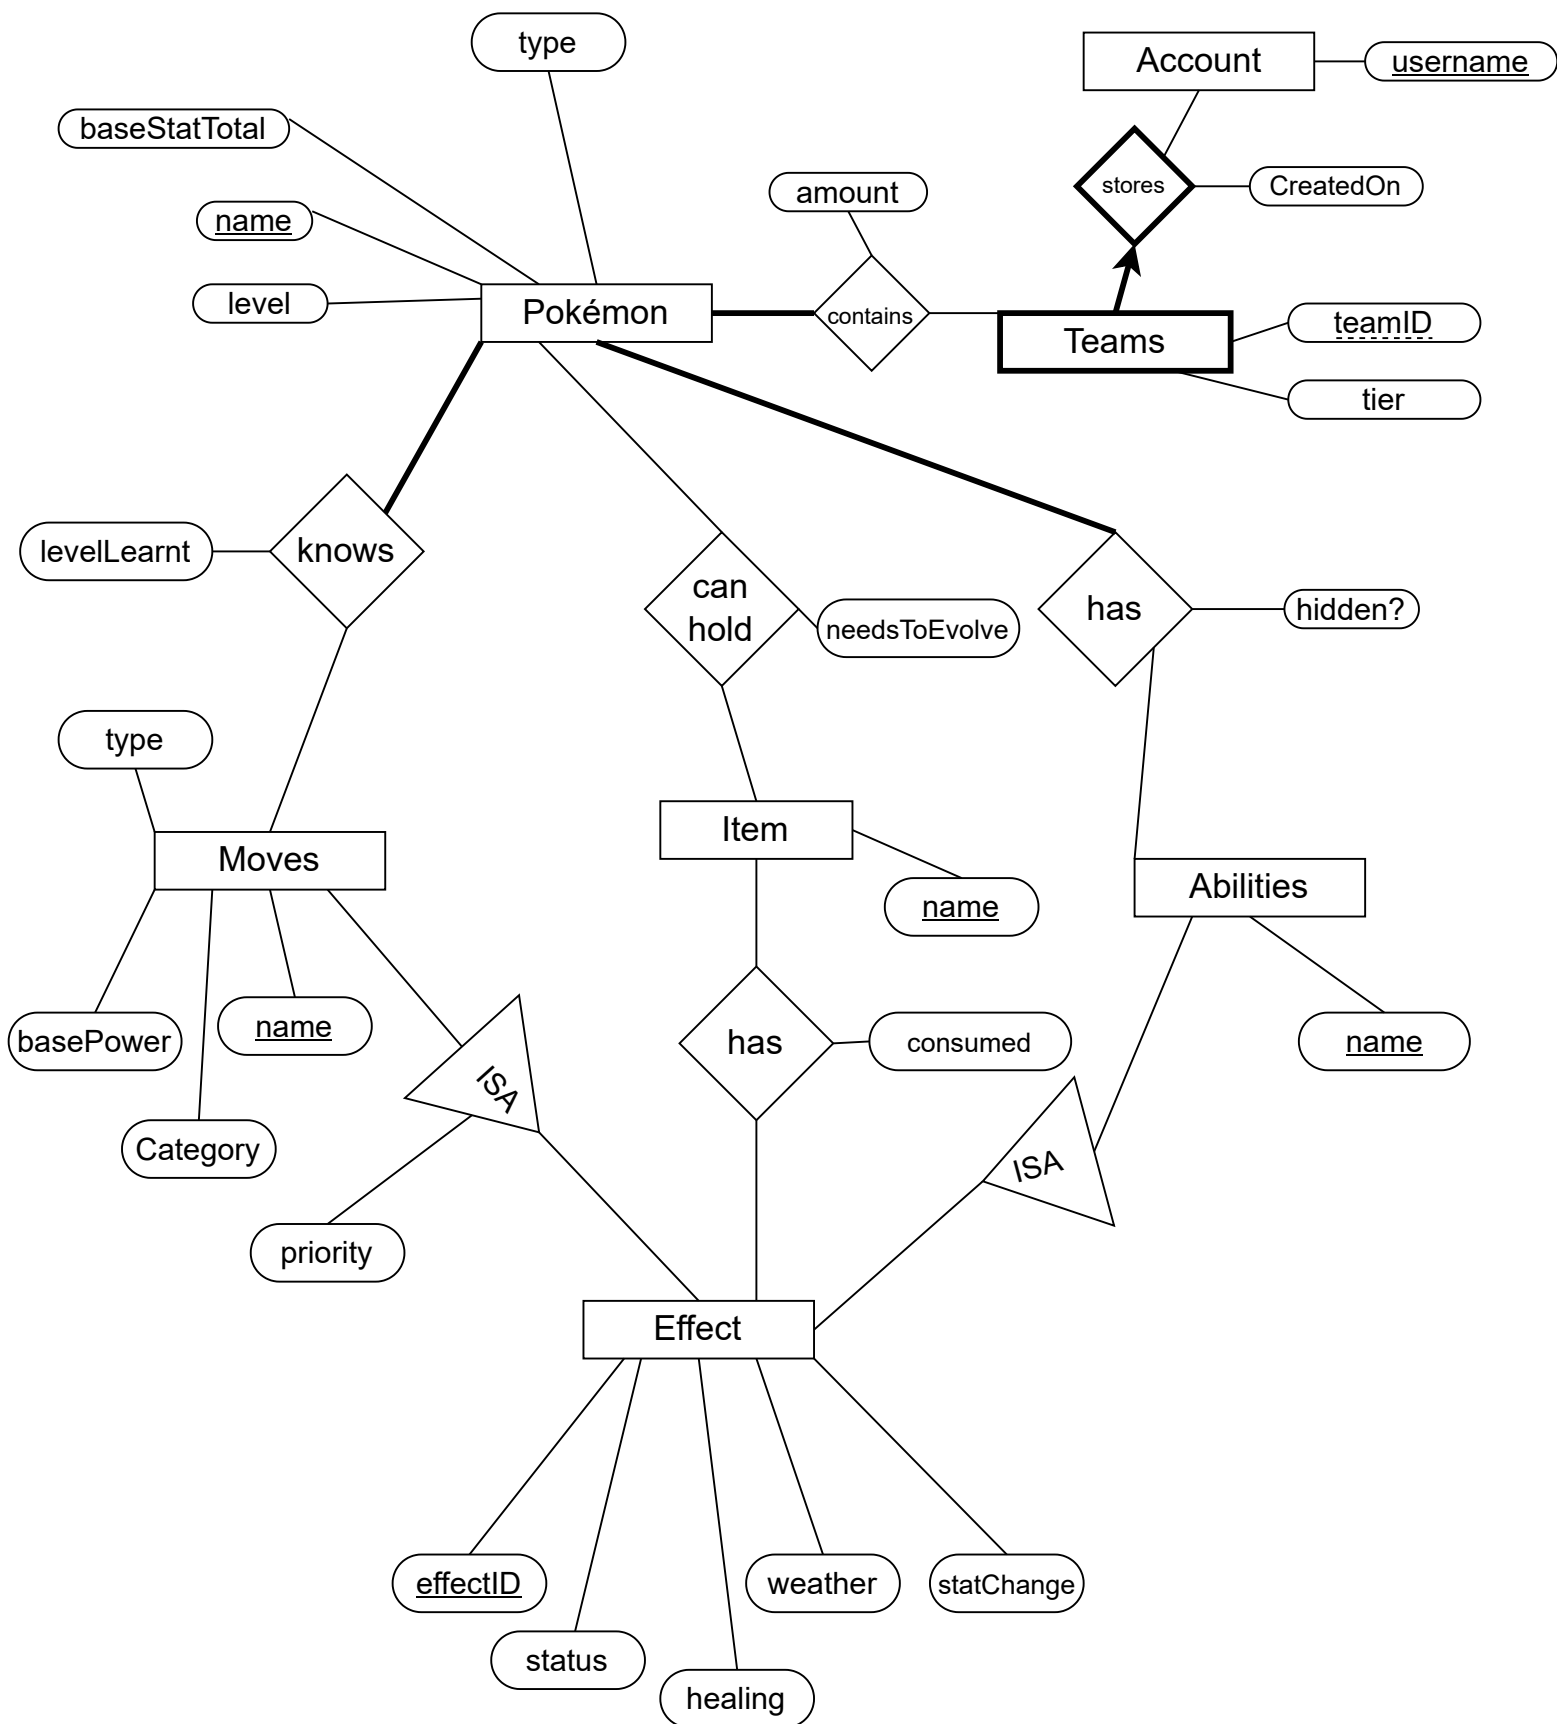 type
Account
username
baseStatTotal
amount
stores
CreatedOn
name
level
Pokémon
contains
Teams
teamID
tier
levelLearnt
knows
can
hold
needsToEvolve
has
hidden?
type
Moves
Item
Abilities
name
basePower
name
Category
ISA
has
consumed
name
ISA
priority
Effect
effectID
weather
statChange
status
healing